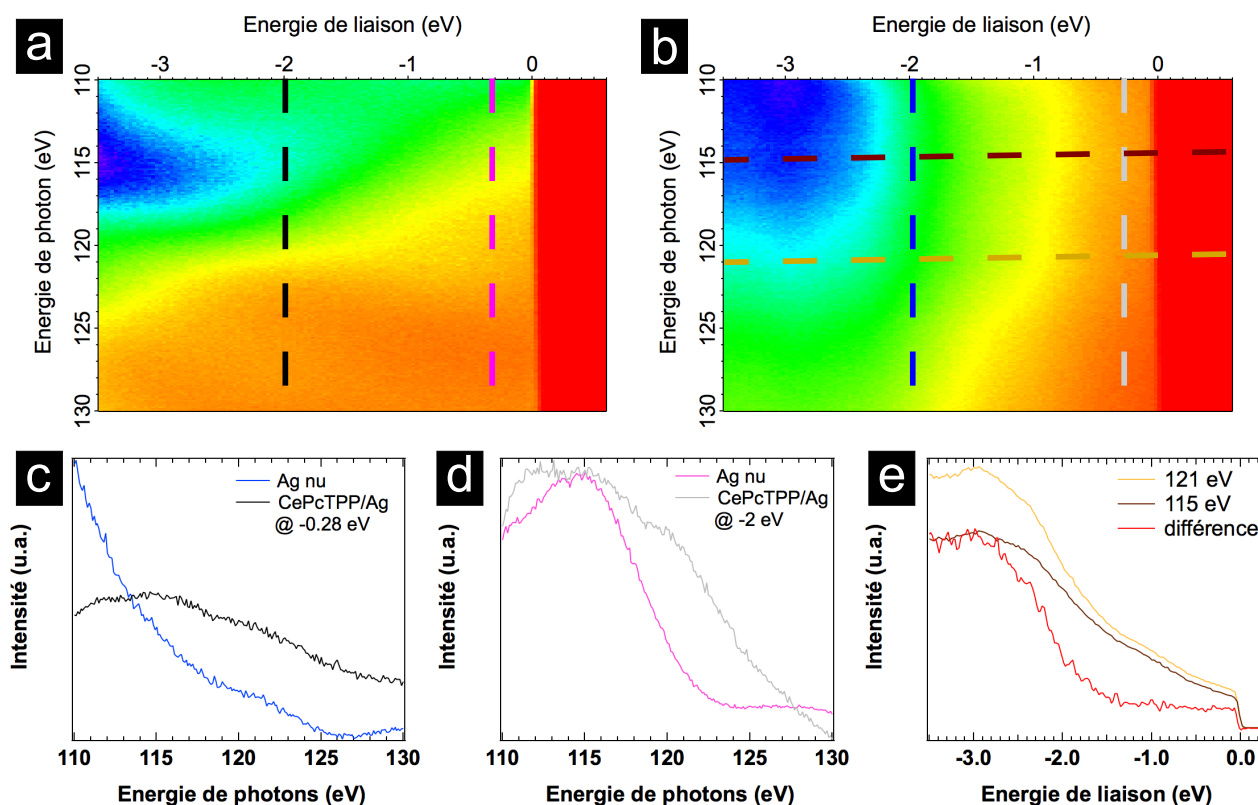 a
Energie de liaison (eV)
-3 -2 -1 0
110 115 120 125 130
Energie de photon (eV)
b
Energie de liaison (eV)
-3 -2 -1 0
110 115 120 125 130
Energie de photon (eV)
c
Intensité (u.a.)
Ag nu
CePcTPP/Ag
@ -0.28 eV
110 115 120 125 130
Energie de photons (eV)
d
Intensité (u.a.)
Ag nu
CePcTPP/Ag
@ -2 eV
110 115 120 125 130
Energie de photons (eV)
e
Intensité (u.a.)
121 eV
115 eV
différence
-3.0 -2.0 -1.0 0.0
Energie de liaison (eV)